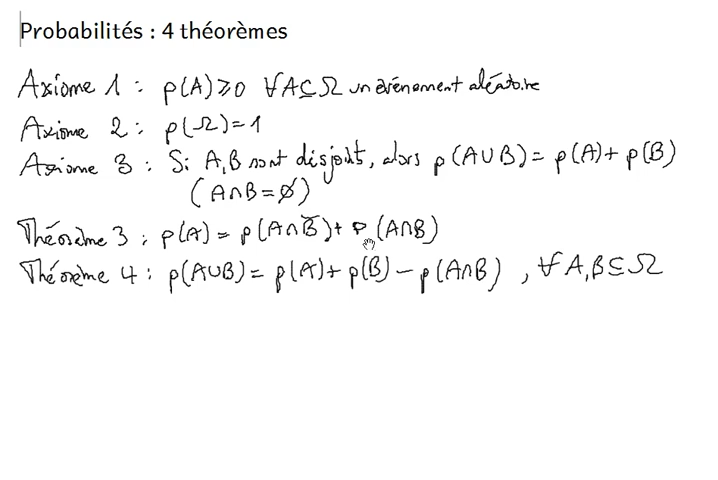 Probabilités : 4 théorèmes
Axiome 1 : p(A) ⩾ 0 ∀A⊆Ω un événement aléatoire
Axiome 2 : p(Ω) = 1
Axiome 3 : Si A,B sont disjoints, alors p(A∪B) = p(A) + p(B)
(A∩B = ∅)
Théorème 3 : p(A) = p(A∩B̅) + p(A∩B)
Théorème 4 : p(A∪B) = p(A) + p(B) − p(A∩B) , ∀A,B⊆Ω